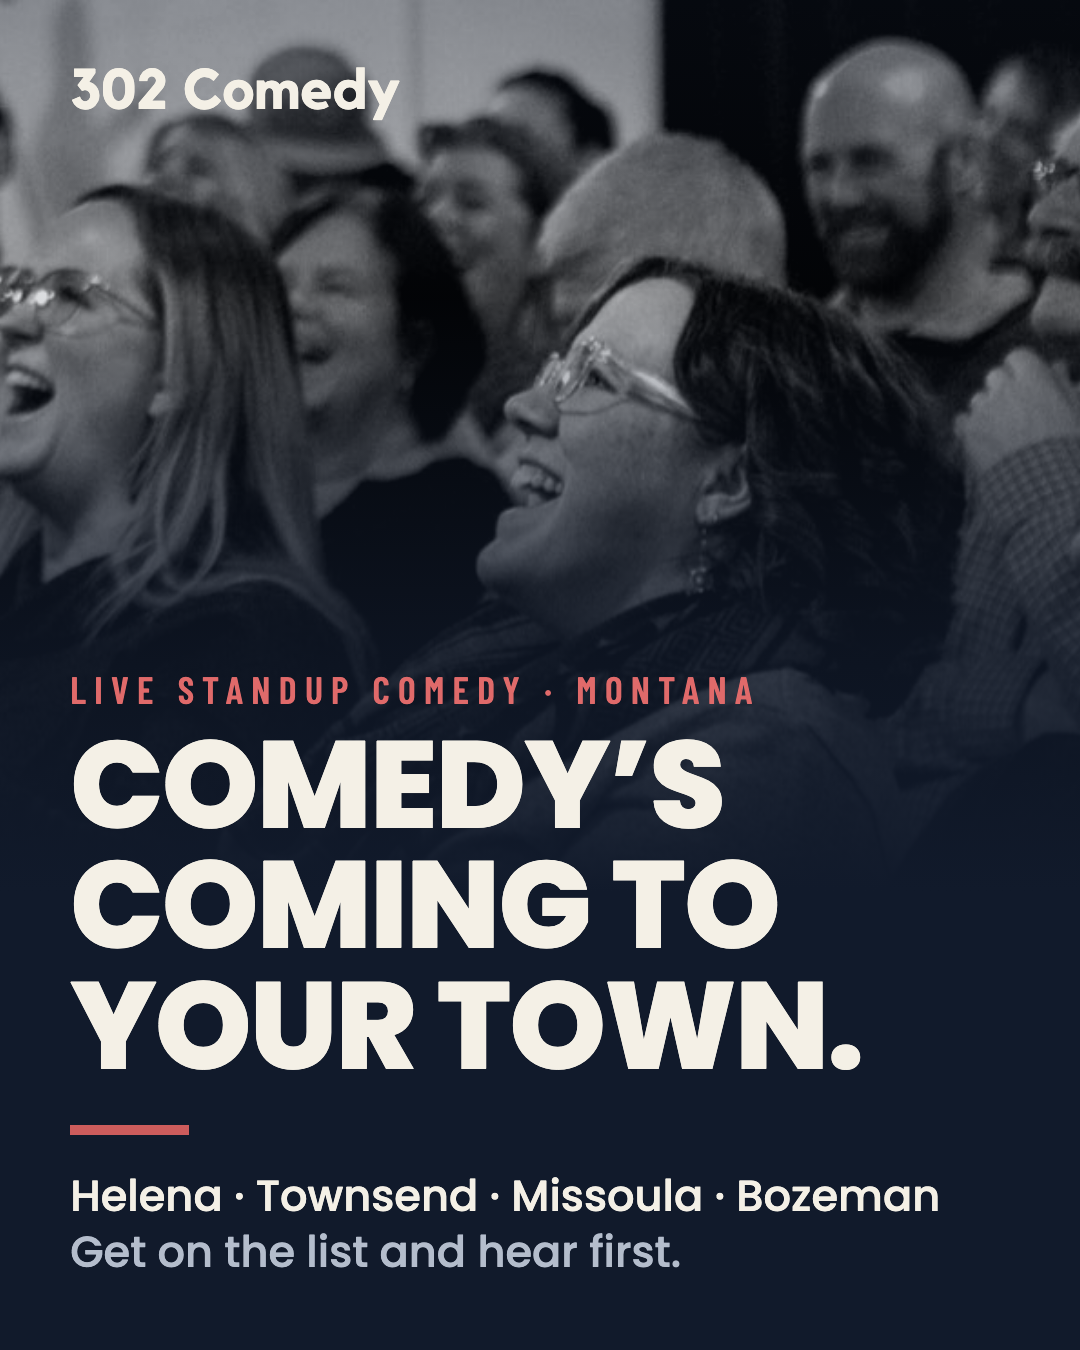 302 Comedy
LIVE STANDUP COMEDY · MONTANA
COMEDY’S
COMING TO
YOUR TOWN.
Helena · Townsend · Missoula · Bozeman
Get on the list and hear first.